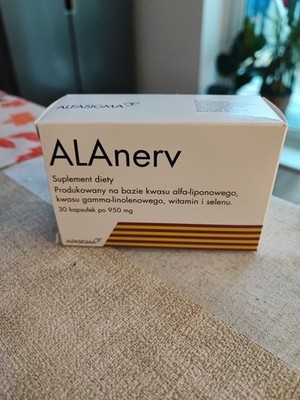 ALFASIGMA
ALAnerv
Suplement diety
Produkowany na bazie kwasu alfa-liponowego,
kwasu gamma-linolenowego, witamin i selenu.
30 kapsułek po 950 mg
ALFASIGMA